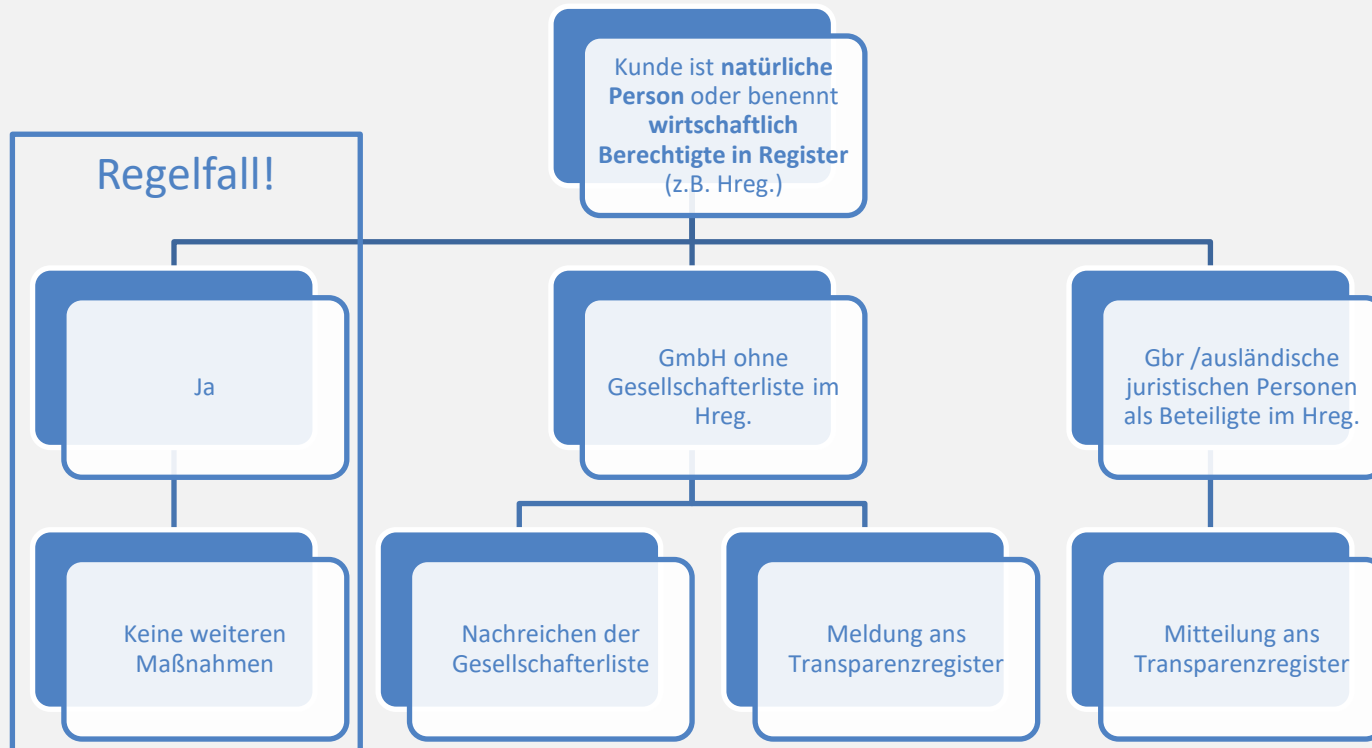 Kunde ist natürliche
Person oder benennt
wirtschaftlich
Berechtigte in Register
(z.B. Hreg.)
Regelfall!
Ja
GmbH ohne
Gesellschafterliste im
Hreg.
Gbr /ausländische
juristischen Personen
als Beteiligte im Hreg.
Keine weiteren
Maßnahmen
Nachreichen der
Gesellschafterliste
Meldung ans
Transparenzregister
Mitteilung ans
Transparenzregister